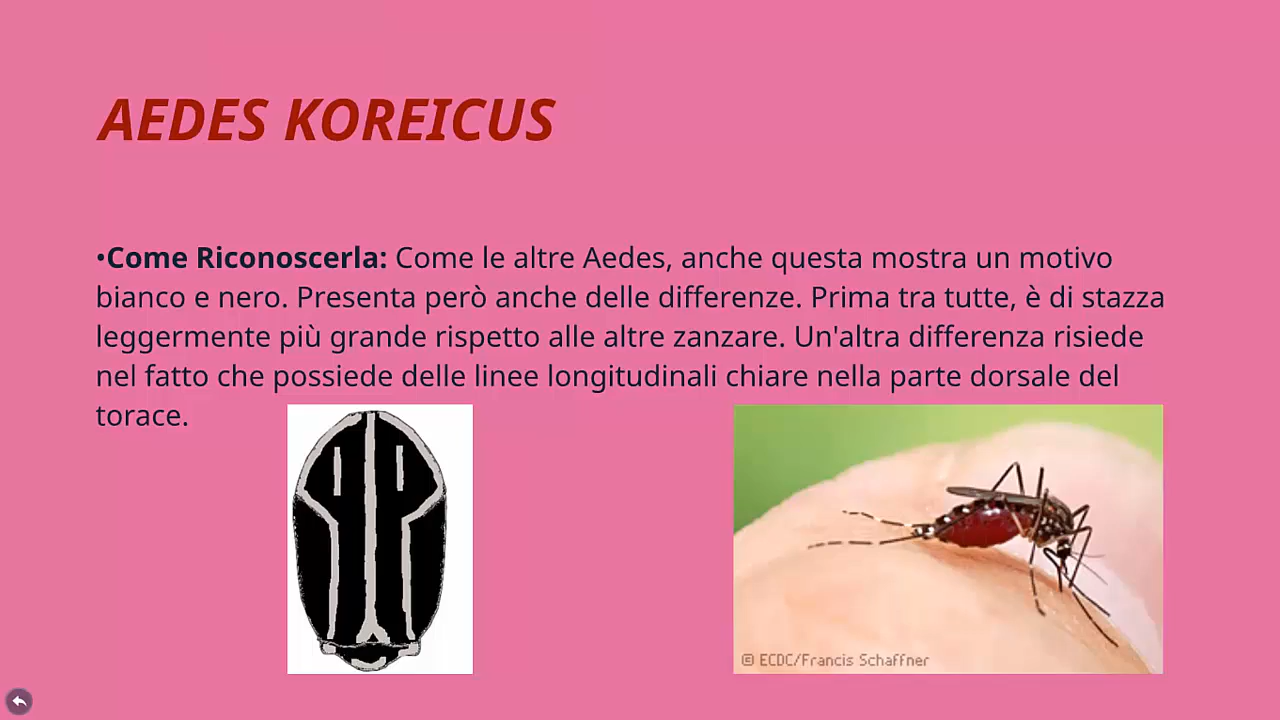 AEDES KOREICUS
•Come Riconoscerla: Come le altre Aedes, anche questa mostra un motivo
bianco e nero. Presenta però anche delle differenze. Prima tra tutte, è di stazza
leggermente più grande rispetto alle altre zanzare. Un'altra differenza risiede
nel fatto che possiede delle linee longitudinali chiare nella parte dorsale del
torace.
© ECDC/Francis Schaffner